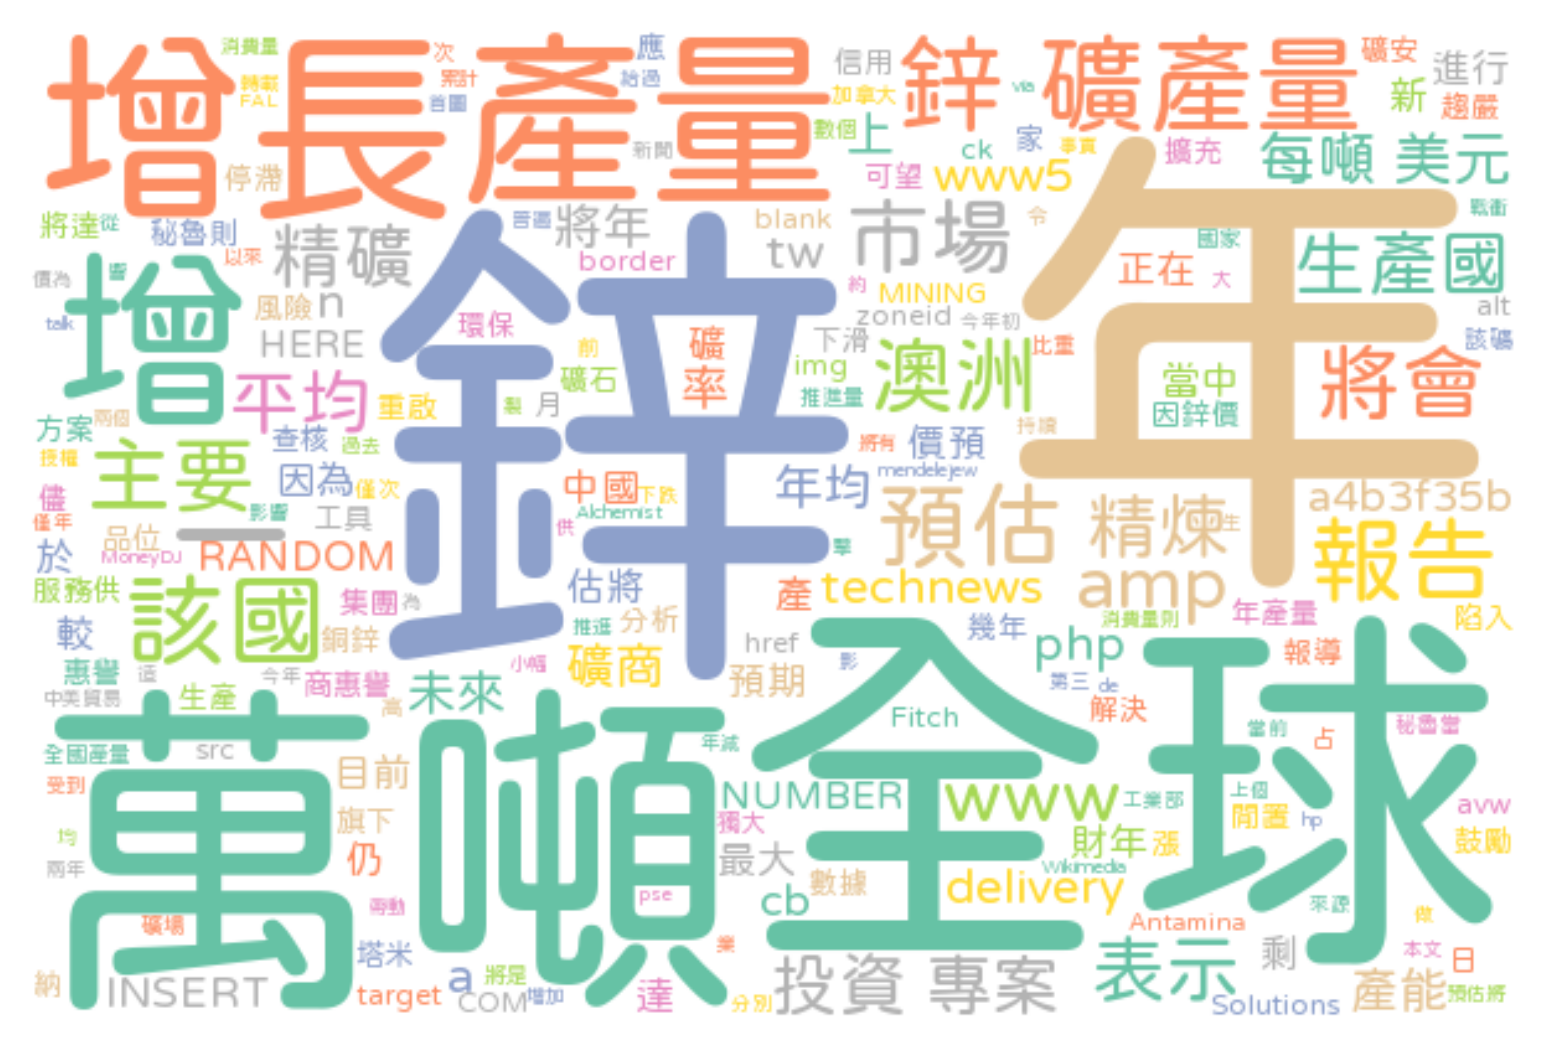 增長產量
鋅 礦產量
消費量
轉載
FAL
次
累計
首圖
應
給過
信用
加拿大
數個
上
via
礦安
進行
新
趨嚴
停滯
新聞
ck
家
事實
擴充
每噸 美元
可望
www5
年
將達
從
秘魯則
以來
精礦
普遍
將年
blank
tw
市場
令
戰衝
國家
生產國
價為
響
增
風險
n
border
約
MINING
正在
大
alt
talk
HERE
環保
鋅
zoneid
今年初
該礦
前
礦
率
下滑
比重
平均
重啟
礦石
img
推進量
澳洲
當中
因鋅價
將會
方案
兩個
製
月
查核
過去
將有
價預
持續
授權
主要
因為
僅次
中國
下跌
年均
mendelejew
儘
僅年
影響
工具
Alchemist
預估
精煉
生
a4b3f35b
品位
於
MoneyDJ
RANDOM
供
擊
報告
服務供
該國
集團
為
估將
產
technews
amp
較
銅鋅
推進
分析
消費量則
年產量
陷入
href
幾年
php
報導
惠譽
造
今年
商惠譽
小幅
礦商
預期
影
第三
de
中美貿易
生產
未來
高
解決
全球
Fitch
當前
占
秘魯當
全國產量
src
目前
年減
萬噸
受到
NUMBER
www
工業部
上個
avw
旗下
獨大
財年
漲
閒置
hp
鼓勵
均
兩年
仍
最大
Wikimedia
數據
cb
delivery
pse
來源
做
勞動
礦場
業
Antamina
塔米
表示
剩
本文
日
納
INSERT
a
將是
target
COM
增加
達
分別
投資 專案
Solutions
產能
預估將